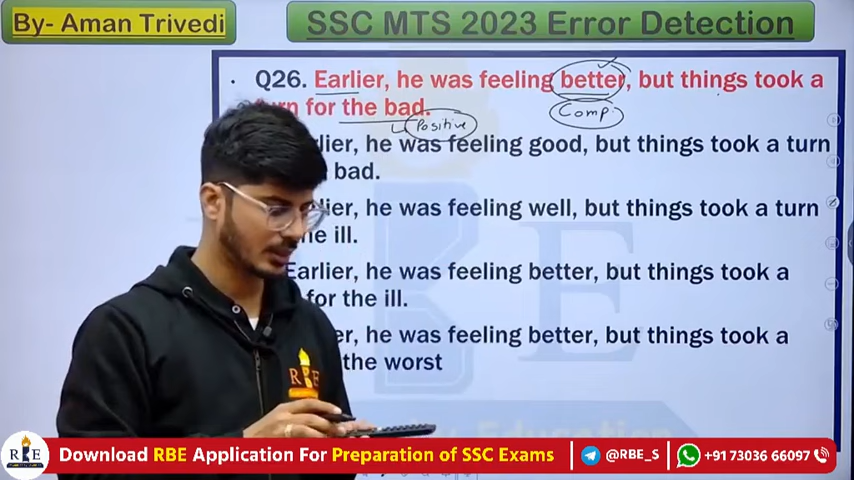 By- Aman Trivedi
SSC MTS 2023 Error Detection
• Q26. Earlier, he was feeling better, but things took a
turn for the bad.
Comp.
Positive
lier, he was feeling good, but things took a turn
bad.
lier, he was feeling well, but things took a turn
he ill.
Earlier, he was feeling better, but things took a
for the ill.
er, he was feeling better, but things took a
the worst
RBE
RBE
Download RBE Application For Preparation of SSC Exams
@RBE_S
+91 73036 66097